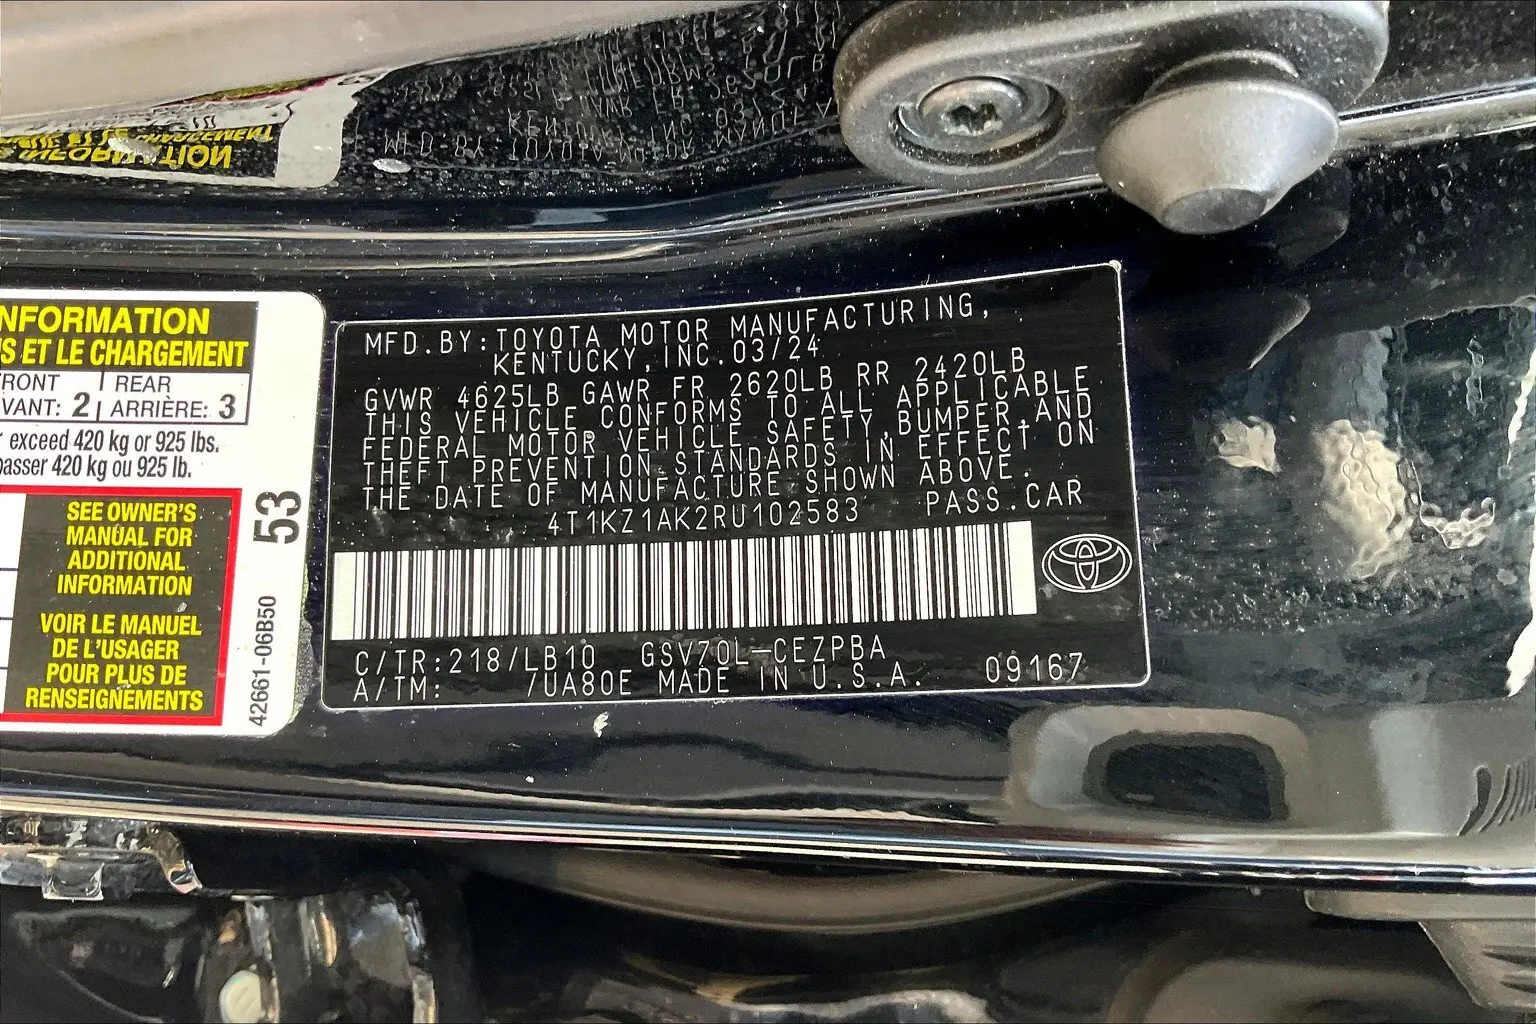 NFORMATION
S ET LE CHARGEMENT
RONT | REAR
VANT: 2 | ARRIÈRE: 3
exceed 420 kg or 925 lbs.
passer 420 kg ou 925 lb.
SEE OWNER'S
MANUAL FOR
ADDITIONAL
INFORMATION
VOIR LE MANUEL
DE L'USAGER
POUR PLUS DE
RENSEIGNEMENTS
53
42661-06B50
MFD.BY:TOYOTA MOTOR MANUFACTURING,
KENTUCKY,INC.03/24
GVWR 4625LB GAWR FR 2620LB RR 2420LB
THIS VEHICLE CONFORMS TO ALL APPLICABLE
FEDERAL MOTOR VEHICLE SAFETY,BUMPER,AND
THEFT PREVENTION STANDARDS IN EFFECT ON
THE DATE OF MANUFACTURE SHOWN ABOVE.
4T1KZ1AK2RU102583 PASS.CAR
C/TR:218/LB10 GSV70L-CEZPBA
A/TM: /UA80E MADE IN U.S.A. 09167